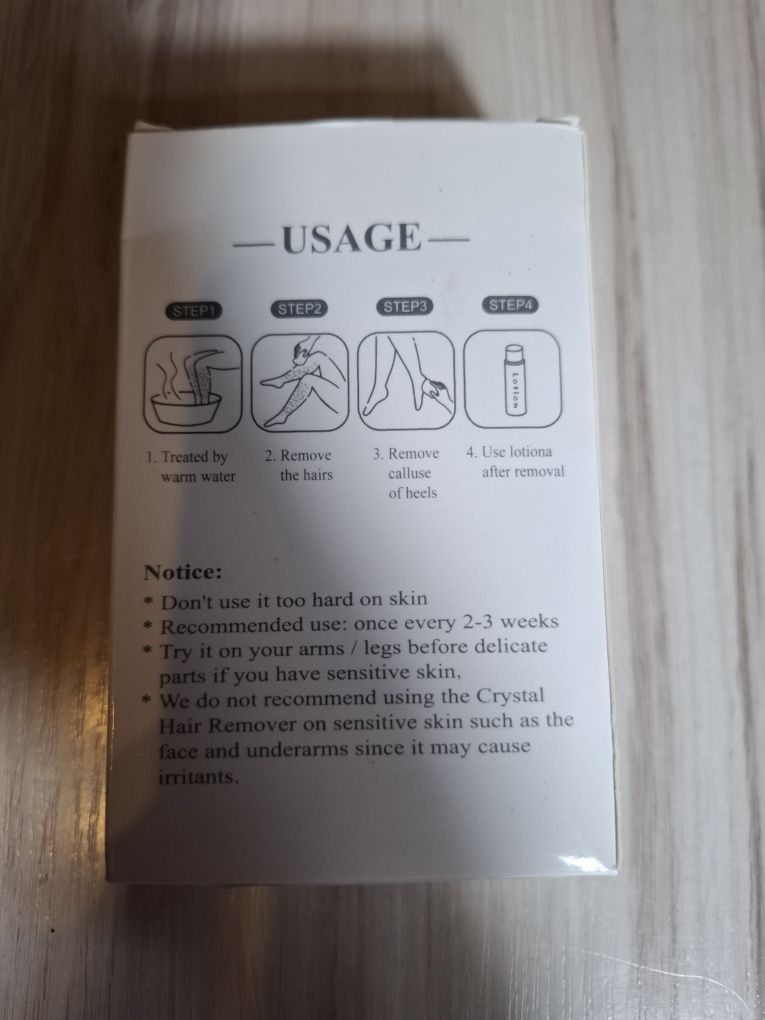 —USAGE—
STEP1 STEP2 STEP3 STEP4
Lotion
1. Treated by
warm water
2. Remove
the hairs
3. Remove
calluse
of heels
4. Use lotiona
after removal
Notice:
* Don't use it too hard on skin
* Recommended use: once every 2-3 weeks
* Try it on your arms / legs before delicate
parts if you have sensitive skin,
* We do not recommend using the Crystal
Hair Remover on sensitive skin such as the
face and underarms since it may cause
irritants.